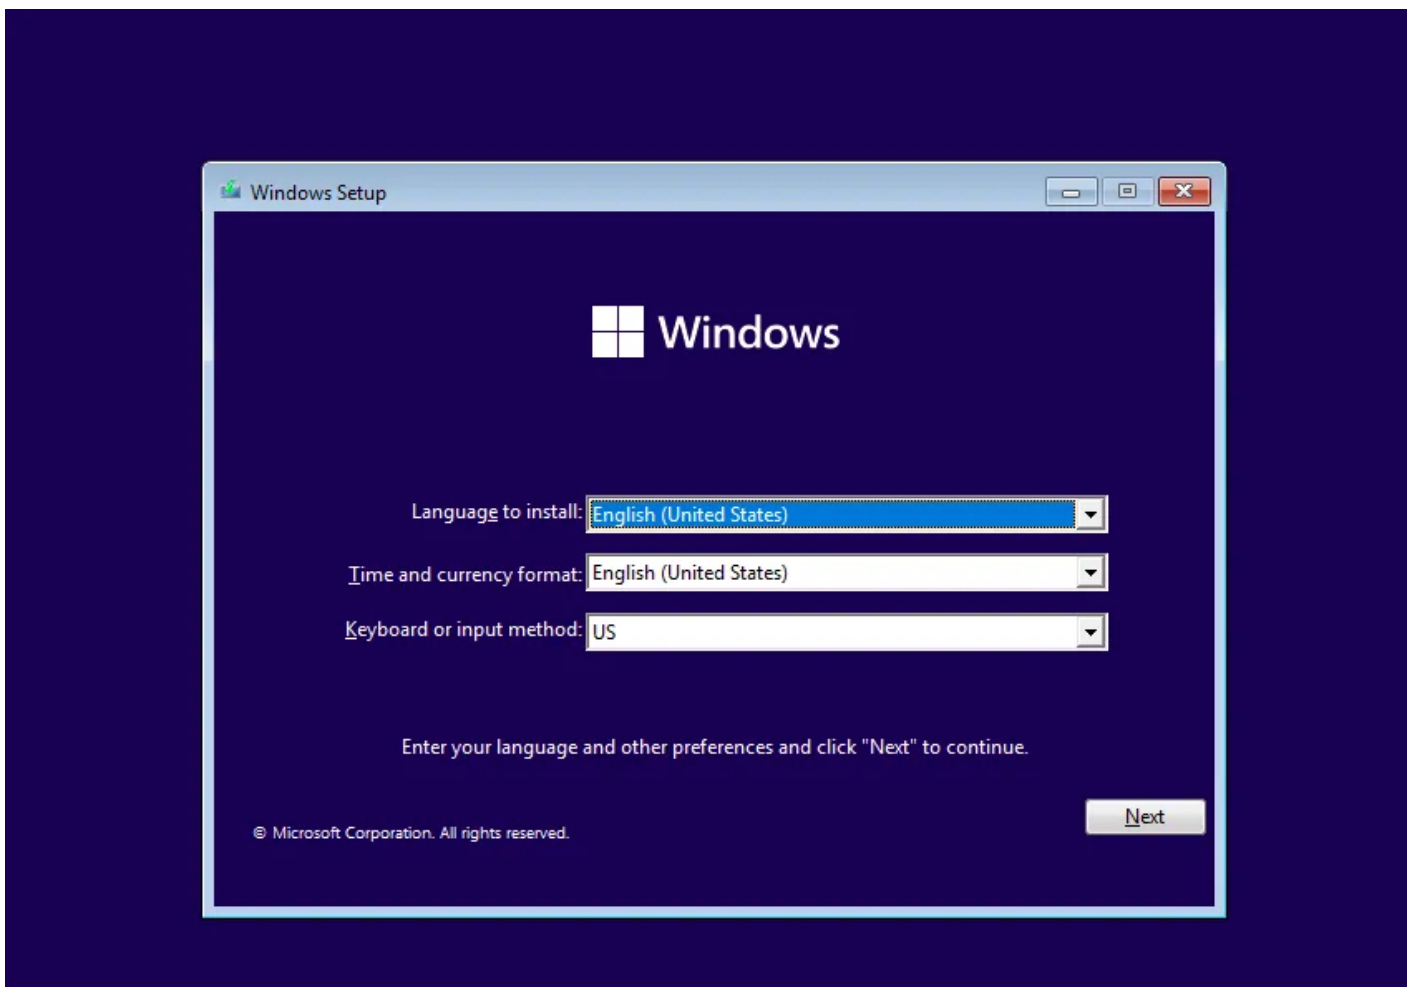 Windows Setup
Windows
Language to install: English (United States)
Time and currency format: English (United States)
Keyboard or input method: US
Enter your language and other preferences and click "Next" to continue.
Next
© Microsoft Corporation. All rights reserved.